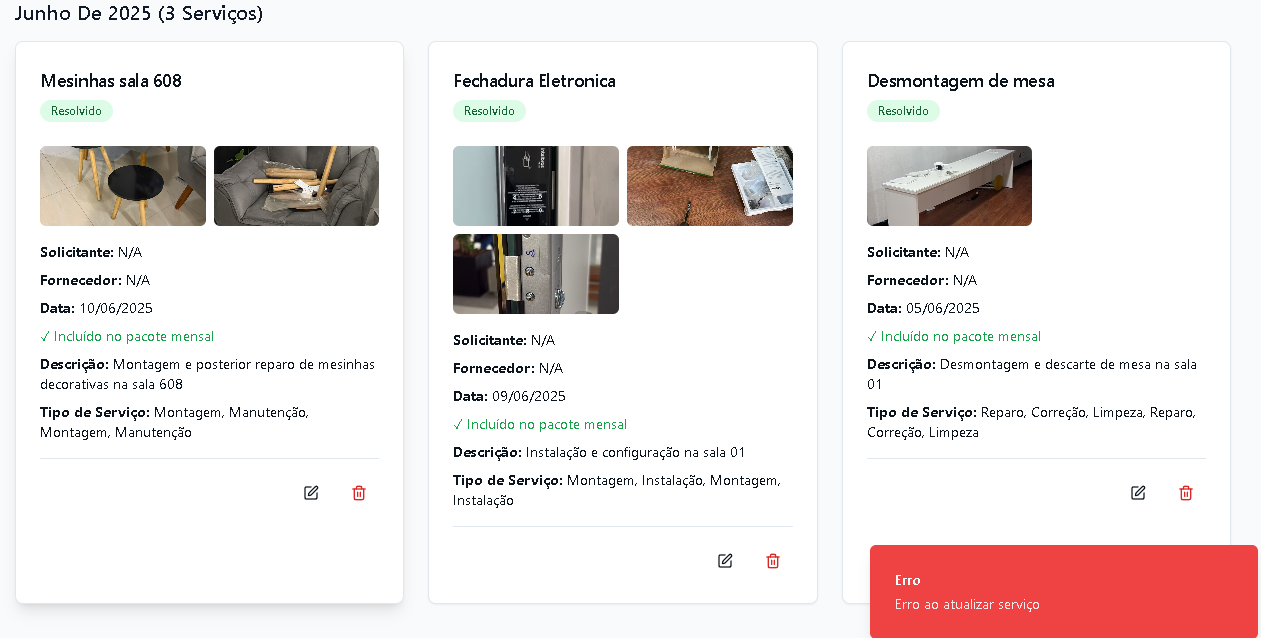 Junho De 2025 (3 Serviços)
Mesinhas sala 608
Resolvido
Solicitante: N/A
Fornecedor: N/A
Data: 10/06/2025
✓ Incluído no pacote mensal
Descrição: Montagem e posterior reparo de mesinhas
decorativas na sala 608
Tipo de Serviço: Montagem, Manutenção,
Montagem, Manutenção
Fechadura Eletronica
Resolvido
Solicitante: N/A
Fornecedor: N/A
Data: 09/06/2025
✓ Incluído no pacote mensal
Descrição: Instalação e configuração na sala 01
Tipo de Serviço: Montagem, Instalação, Montagem,
Instalação
Desmontagem de mesa
Resolvido
Solicitante: N/A
Fornecedor: N/A
Data: 05/06/2025
✓ Incluído no pacote mensal
Descrição: Desmontagem e descarte de mesa na sala
01
Tipo de Serviço: Reparo, Correção, Limpeza, Reparo,
Correção, Limpeza
Erro
Erro ao atualizar serviço